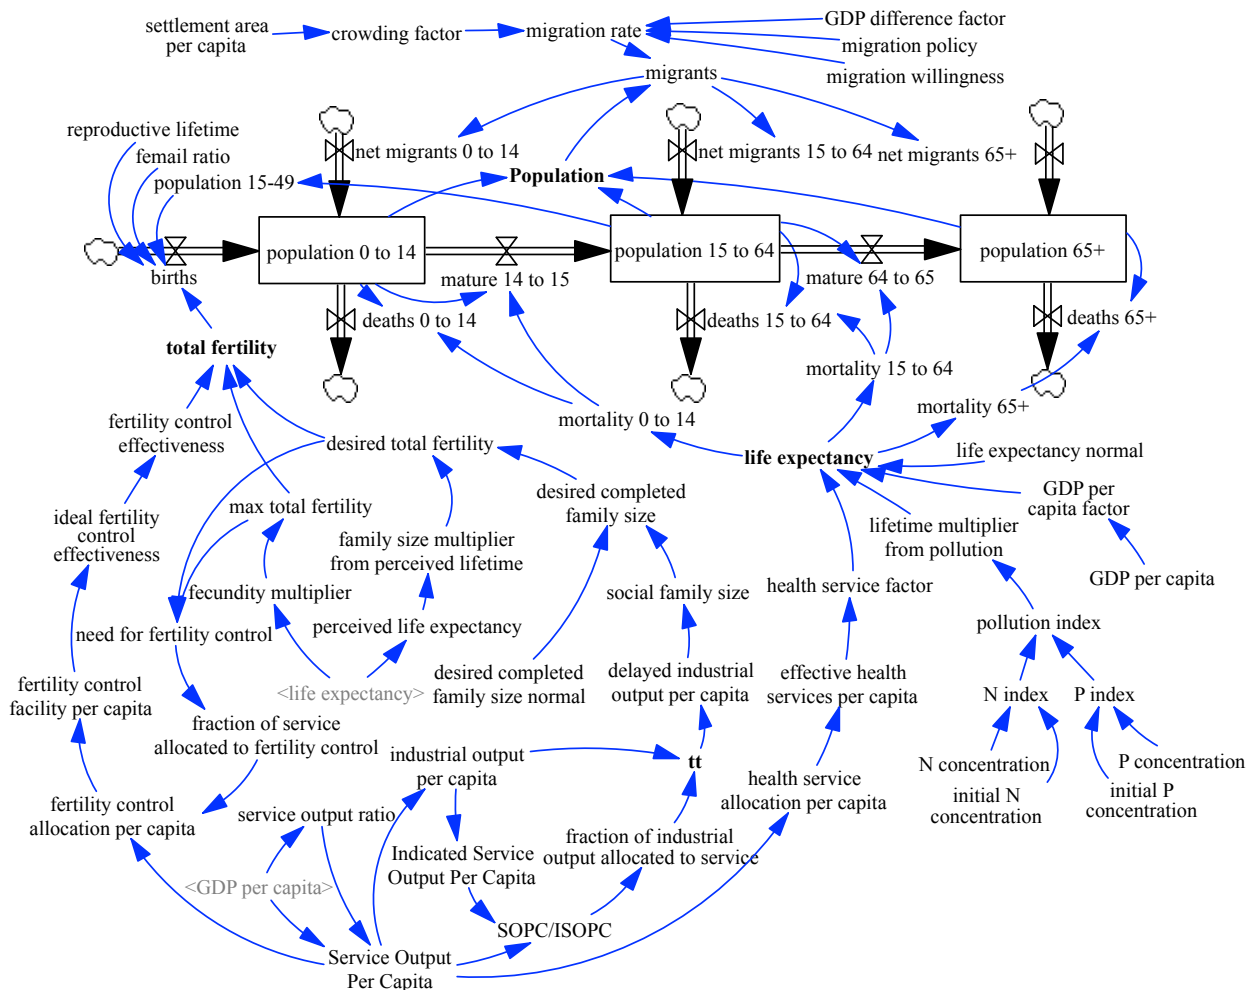 settlement area
per capita
crowding factor
migration rate
GDP difference factor
migration policy
migration willingness
migrants
reproductive lifetime
femail ratio
population 15-49
net migrants 0 to 14
Population
net migrants 15 to 64
net migrants 65+
births
population 0 to 14
mature 14 to 15
population 15 to 64
mature 64 to 65
population 65+
deaths 0 to 14
deaths 15 to 64
deaths 65+
total fertility
mortality 15 to 64
mortality 0 to 14
mortality 65+
fertility control
effectiveness
desired total fertility
life expectancy
life expectancy normal
GDP per
capita factor
desired completed
family size
max total fertility
ideal fertility
control
effectiveness
family size multiplier
from perceived lifetime
lifetime multiplier
from pollution
GDP per capita
fecundity multiplier
social family size
health service factor
need for fertility control
perceived life expectancy
pollution index
fertility control
facility per capita
<life expectancy>
desired completed
family size normal
delayed industrial
output per capita
effective health
services per capita
N index
P index
fraction of service
allocated to fertility control
industrial output
per capita
tt
health service
allocation per capita
N concentration
P concentration
initial N
concentration
initial P
concentration
fertility control
allocation per capita
service output ratio
fraction of industrial
output allocated to service
Indicated Service
Output Per Capita
<GDP per capita>
SOPC/ISOPC
Service Output
Per Capita